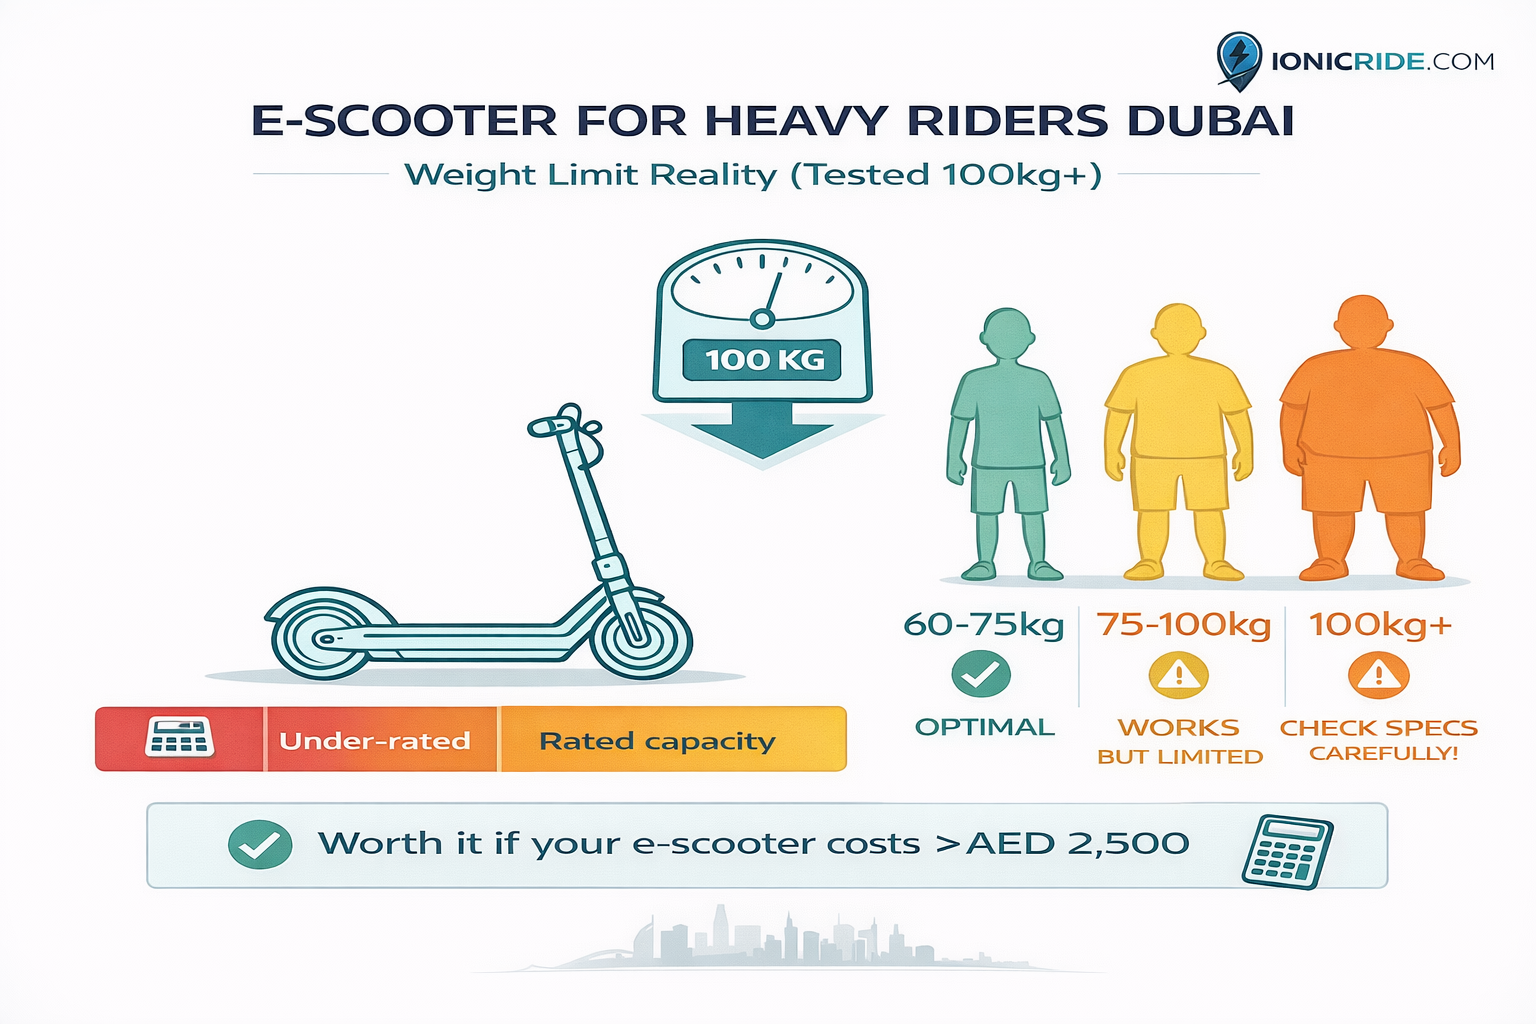 IONICRIDE.COM
E-SCOOTER FOR HEAVY RIDERS DUBAI
Weight Limit Reality (Tested 100kg+)
100 KG
60-75kg
OPTIMAL
75-100kg
WORKS
BUT LIMITED
100kg+
CHECK SPECS
CAREFULLY!
Under-rated
Rated capacity
Worth it if your e-scooter costs >AED 2,500